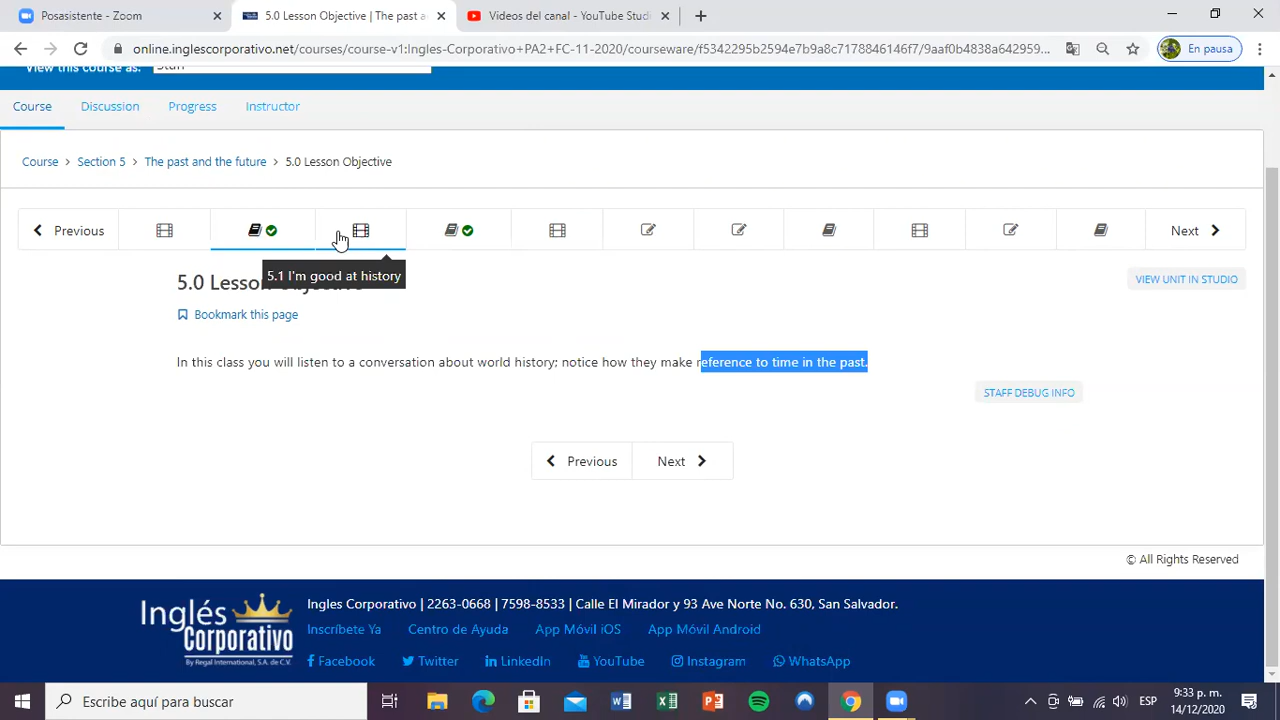 Posasistente - Zoom
5.0 Lesson Objective | The past a
Videos del canal - YouTube Stud
online.inglescorporativo.net/courses/course-v1:Ingles-Corporativo+PA2+FC-11-2020/courseware/f5342295b2594e7b9a8c7178846146f7/9aaf0b4838a642959...
En pausa
View this course as:
Staff
Course
Discussion
Progress
Instructor
Course > Section 5 > The past and the future > 5.0 Lesson Objective
Previous
Next
5.1 I'm good at history
5.0 Lesson Objective
VIEW UNIT IN STUDIO
Bookmark this page
In this class you will listen to a conversation about world history; notice how they make reference to time in the past.
STAFF DEBUG INFO
Previous
Next
© All Rights Reserved
Inglés Corporativo
By Regal International, S.A. de C.V.
Ingles Corporativo | 2263-0668 | 7598-8533 | Calle El Mirador y 93 Ave Norte No. 630, San Salvador.
Inscríbete Ya
Centro de Ayuda
App Móvil iOS
App Móvil Android
Facebook
Twitter
LinkedIn
YouTube
Instagram
WhatsApp
Escribe aquí para buscar
ESP
9:33 p. m.
14/12/2020